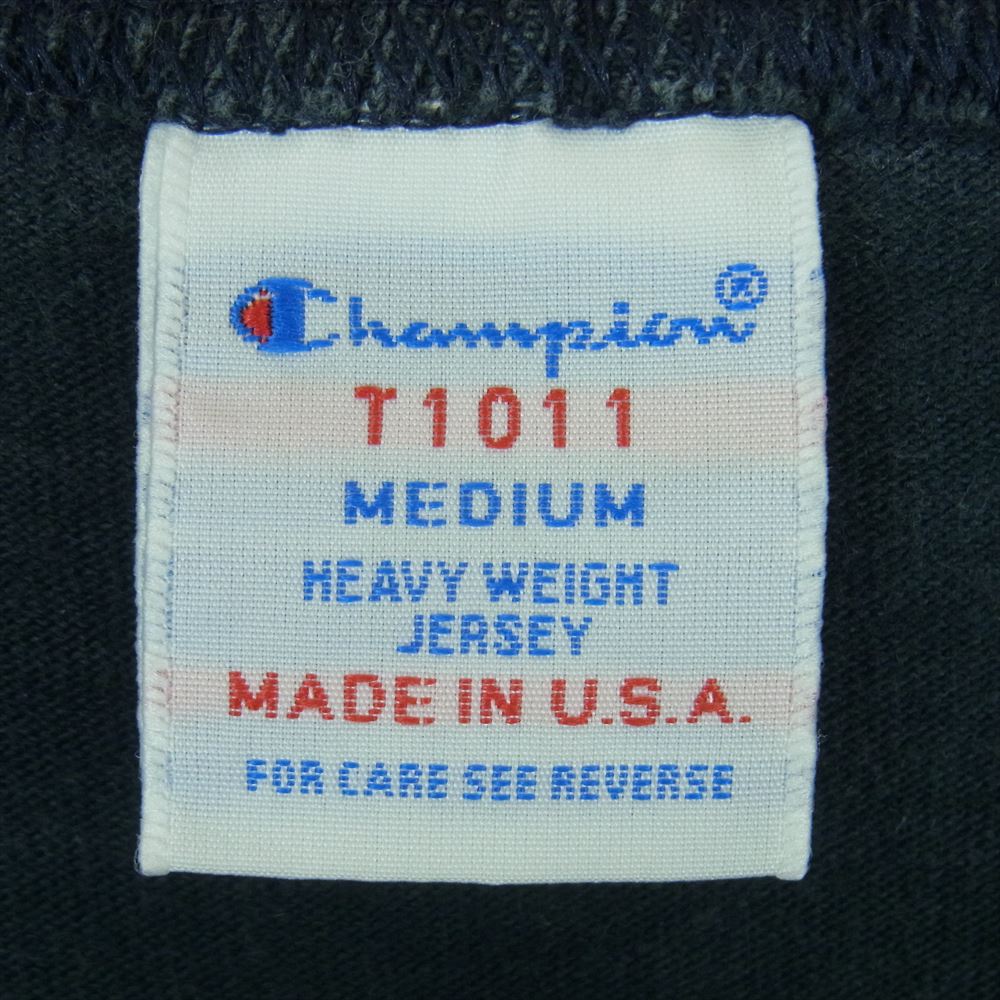 Champion®
T1011
MEDIUM
HEAVY WEIGHT
JERSEY
MADE IN U.S.A.
FOR CARE SEE REVERSE